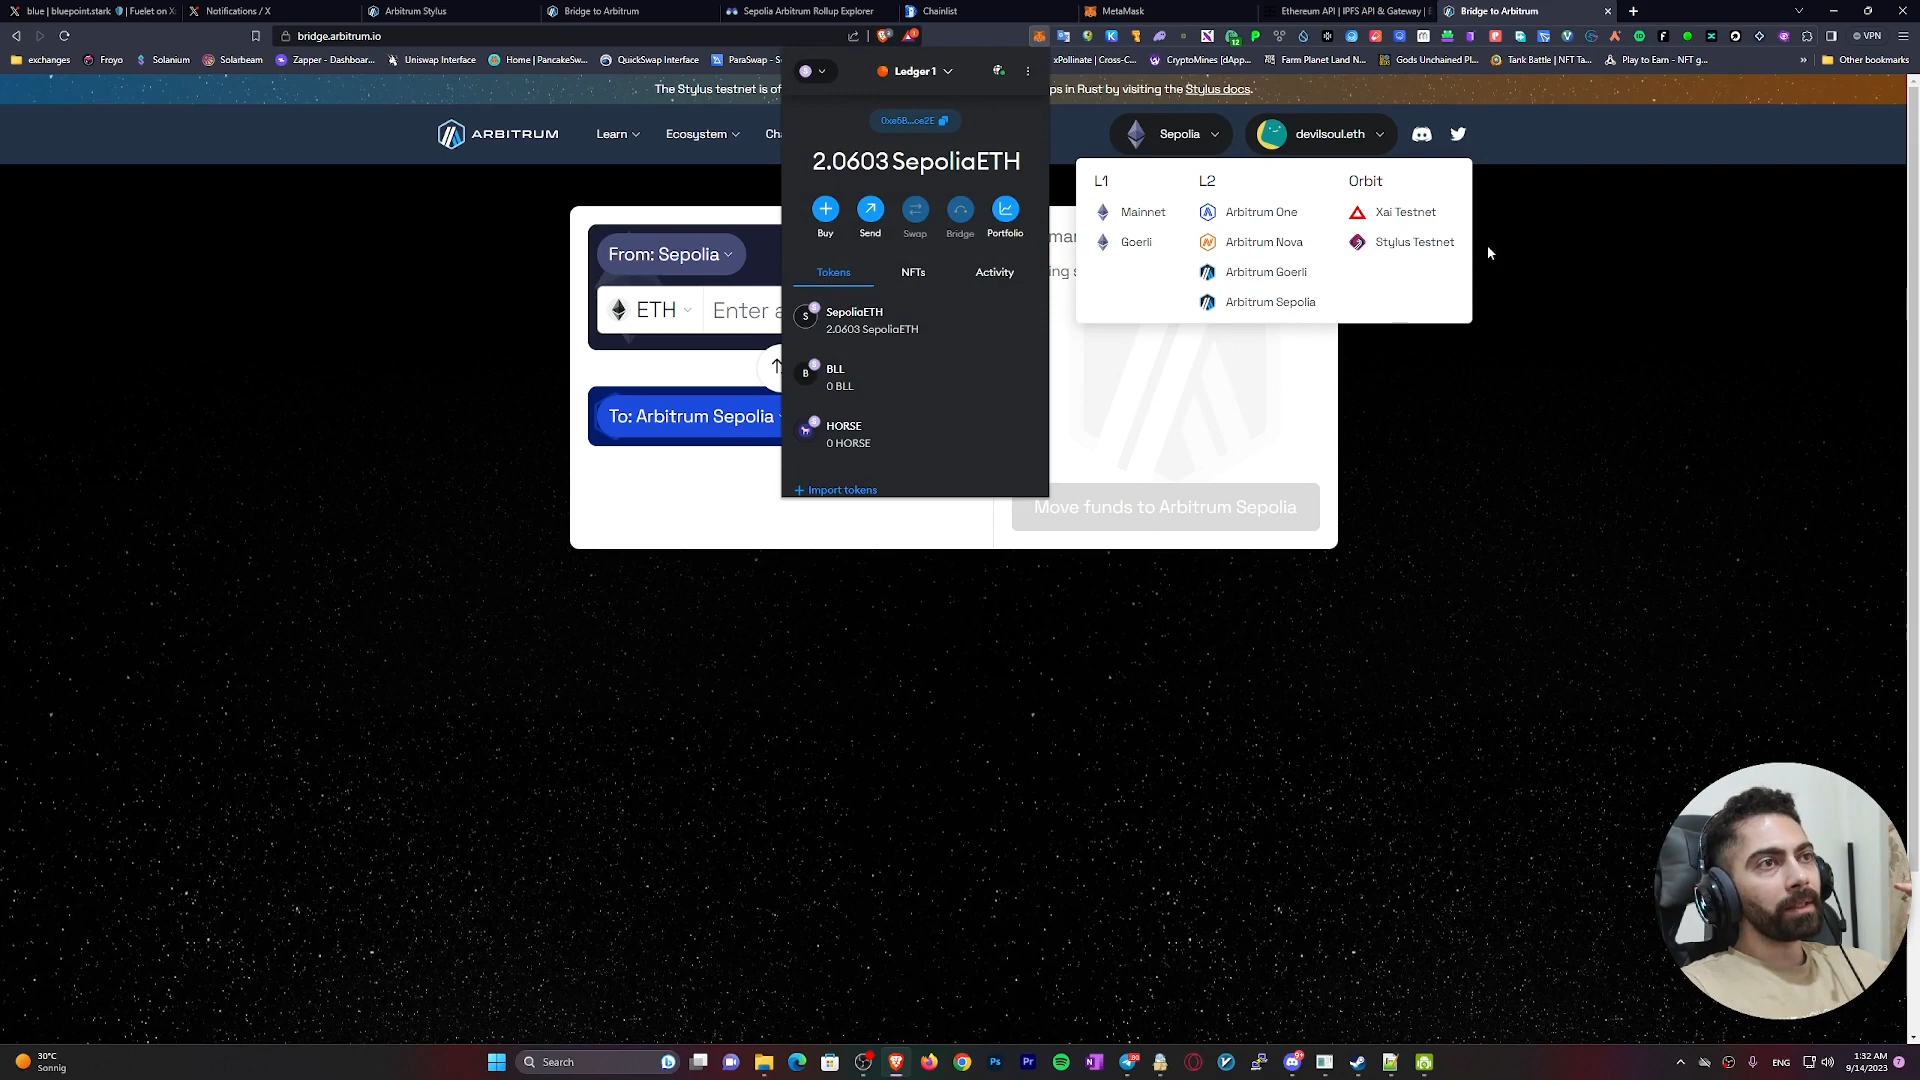 blue | bluepoint.stark
Fuelet on X:
Notifications / X
Arbitrum Stylus
Bridge to Arbitrum
Sepolia Arbitrum Rollup Explorer
Chainlist
MetaMask
Ethereum API | IPFS API & Gateway |
Bridge to Arbitrum
bridge.arbitrum.io
VPN
exchanges
Froyo
Solanium
Solarbeam
Zapper - Dashboar...
Uniswap Interface
Home | PancakeSw...
QuickSwap Interface
ParaSwap - S
xPollinate | Cross-C...
CryptoMines [dApp...
Farm Planet Land N...
Gods Unchained Pl...
Tank Battle | NFT Ta...
Play to Earn - NFT g...
Other bookmarks
The Stylus testnet is of
ps in Rust by visiting the Stylus docs.
ARBITRUM
Learn
Ecosystem
Sepolia
devilsoul.eth
Ledger 1
0xe5B...ce2E
2.0603 SepoliaETH
Buy
Send
Swap
Bridge
Portfolio
Tokens
NFTs
Activity
SepoliaETH
2.0603 SepoliaETH
BLL
0 BLL
HORSE
0 HORSE
+ Import tokens
L1
Mainnet
Goerli
L2
Arbitrum One
Arbitrum Nova
Arbitrum Goerli
Arbitrum Sepolia
Orbit
Xai Testnet
Stylus Testnet
From: Sepolia
ETH
Enter a
To: Arbitrum Sepolia
Move funds to Arbitrum Sepolia
30°C
Sonnig
Search
ENG
1:32 AM
9/14/2023